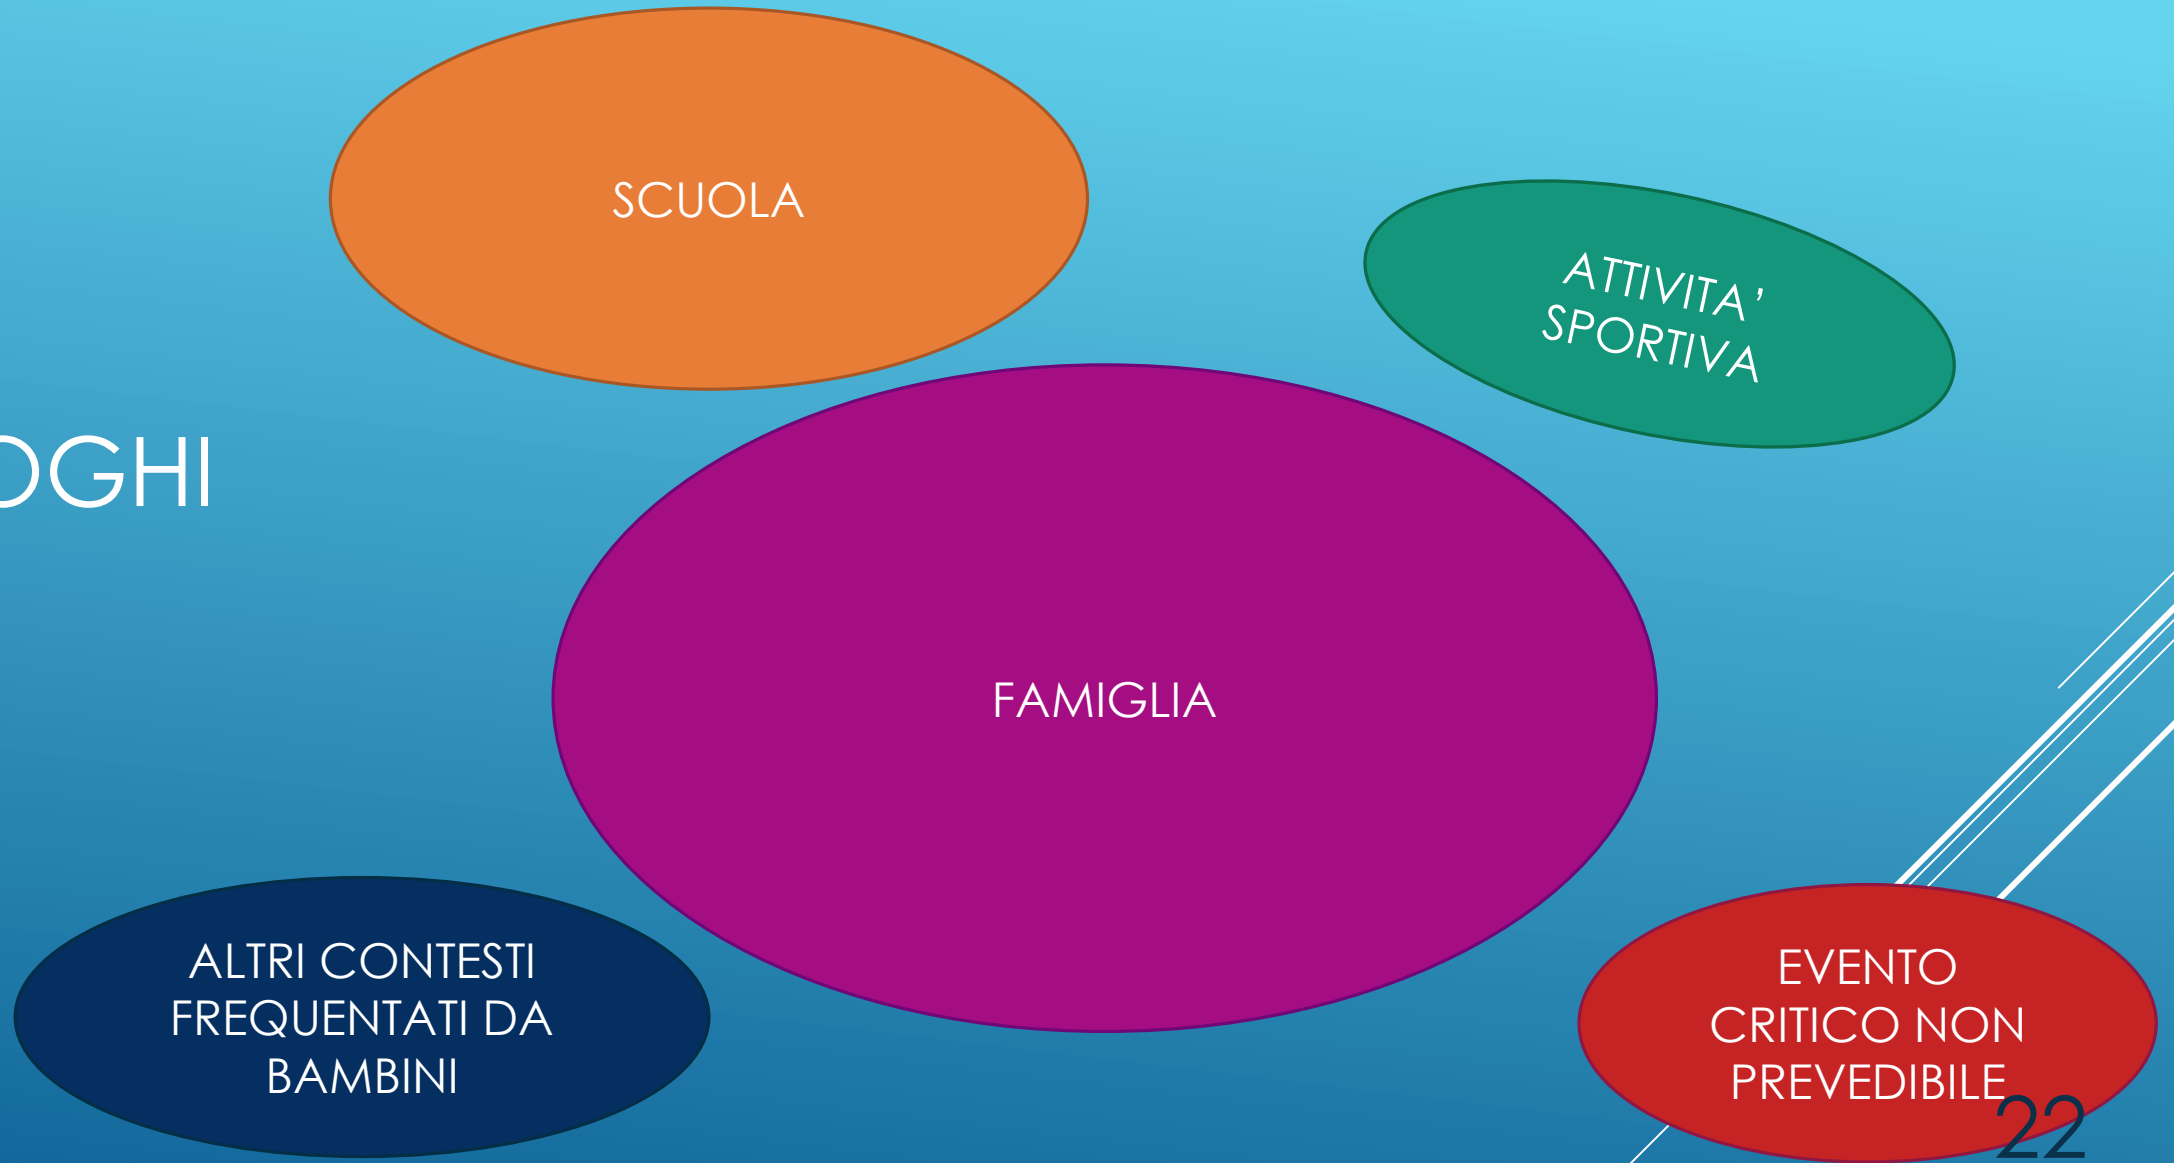 SCUOLA
ATTIVITA’
SPORTIVA
OGHI
FAMIGLIA
ALTRI CONTESTI
FREQUENTATI DA
BAMBINI
EVENTO
CRITICO NON
PREVEDIBILE
22